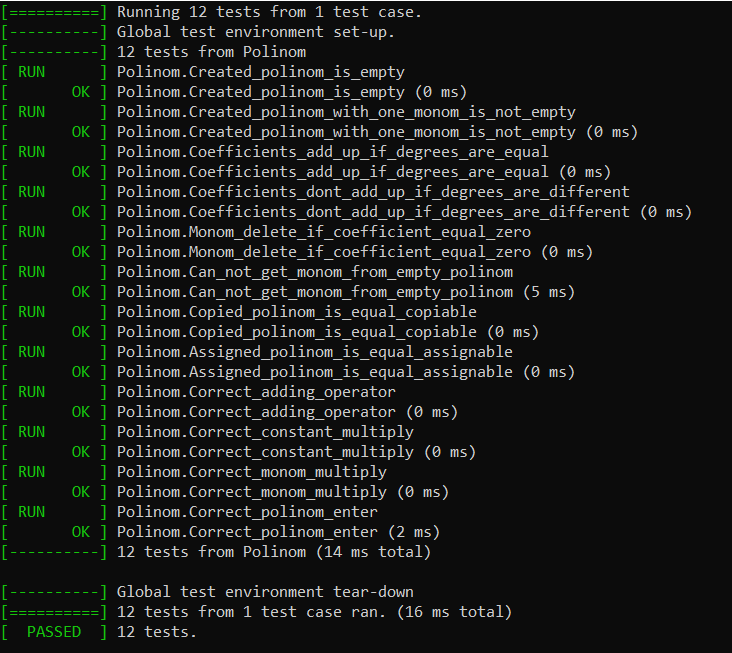 [==========] Running 12 tests from 1 test case.
[----------] Global test environment set-up.
[----------] 12 tests from Polinom
[ RUN      ] Polinom.Created_polinom_is_empty
[       OK ] Polinom.Created_polinom_is_empty (0 ms)
[ RUN      ] Polinom.Created_polinom_with_one_monom_is_not_empty
[       OK ] Polinom.Created_polinom_with_one_monom_is_not_empty (0 ms)
[ RUN      ] Polinom.Coefficients_add_up_if_degrees_are_equal
[       OK ] Polinom.Coefficients_add_up_if_degrees_are_equal (0 ms)
[ RUN      ] Polinom.Coefficients_dont_add_up_if_degrees_are_different
[       OK ] Polinom.Coefficients_dont_add_up_if_degrees_are_different (0 ms)
[ RUN      ] Polinom.Monom_delete_if_coefficient_equal_zero
[       OK ] Polinom.Monom_delete_if_coefficient_equal_zero (0 ms)
[ RUN      ] Polinom.Can_not_get_monom_from_empty_polinom
[       OK ] Polinom.Can_not_get_monom_from_empty_polinom (5 ms)
[ RUN      ] Polinom.Copied_polinom_is_equal_copiable
[       OK ] Polinom.Copied_polinom_is_equal_copiable (0 ms)
[ RUN      ] Polinom.Assigned_polinom_is_equal_assignable
[       OK ] Polinom.Assigned_polinom_is_equal_assignable (0 ms)
[ RUN      ] Polinom.Correct_adding_operator
[       OK ] Polinom.Correct_adding_operator (0 ms)
[ RUN      ] Polinom.Correct_constant_multiply
[       OK ] Polinom.Correct_constant_multiply (0 ms)
[ RUN      ] Polinom.Correct_monom_multiply
[       OK ] Polinom.Correct_monom_multiply (0 ms)
[ RUN      ] Polinom.Correct_polinom_enter
[       OK ] Polinom.Correct_polinom_enter (2 ms)
[----------] 12 tests from Polinom (14 ms total)
[----------] Global test environment tear-down
[==========] 12 tests from 1 test case ran. (16 ms total)
[  PASSED  ] 12 tests.